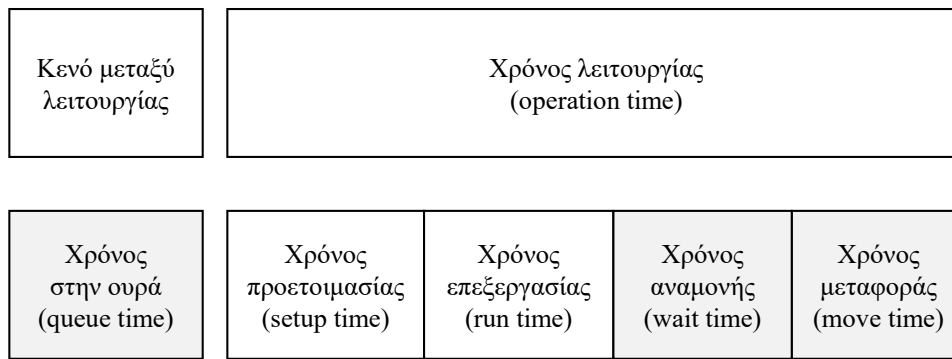 Κενό μεταξύ
λειτουργίας
Χρόνος λειτουργίας
(operation time)
Χρόνος
στην ουρά
(queue time)
Χρόνος
προετοιμασίας
(setup time)
Χρόνος
επεξεργασίας
(run time)
Χρόνος
αναμονής
(wait time)
Χρόνος
μεταφοράς
(move time)